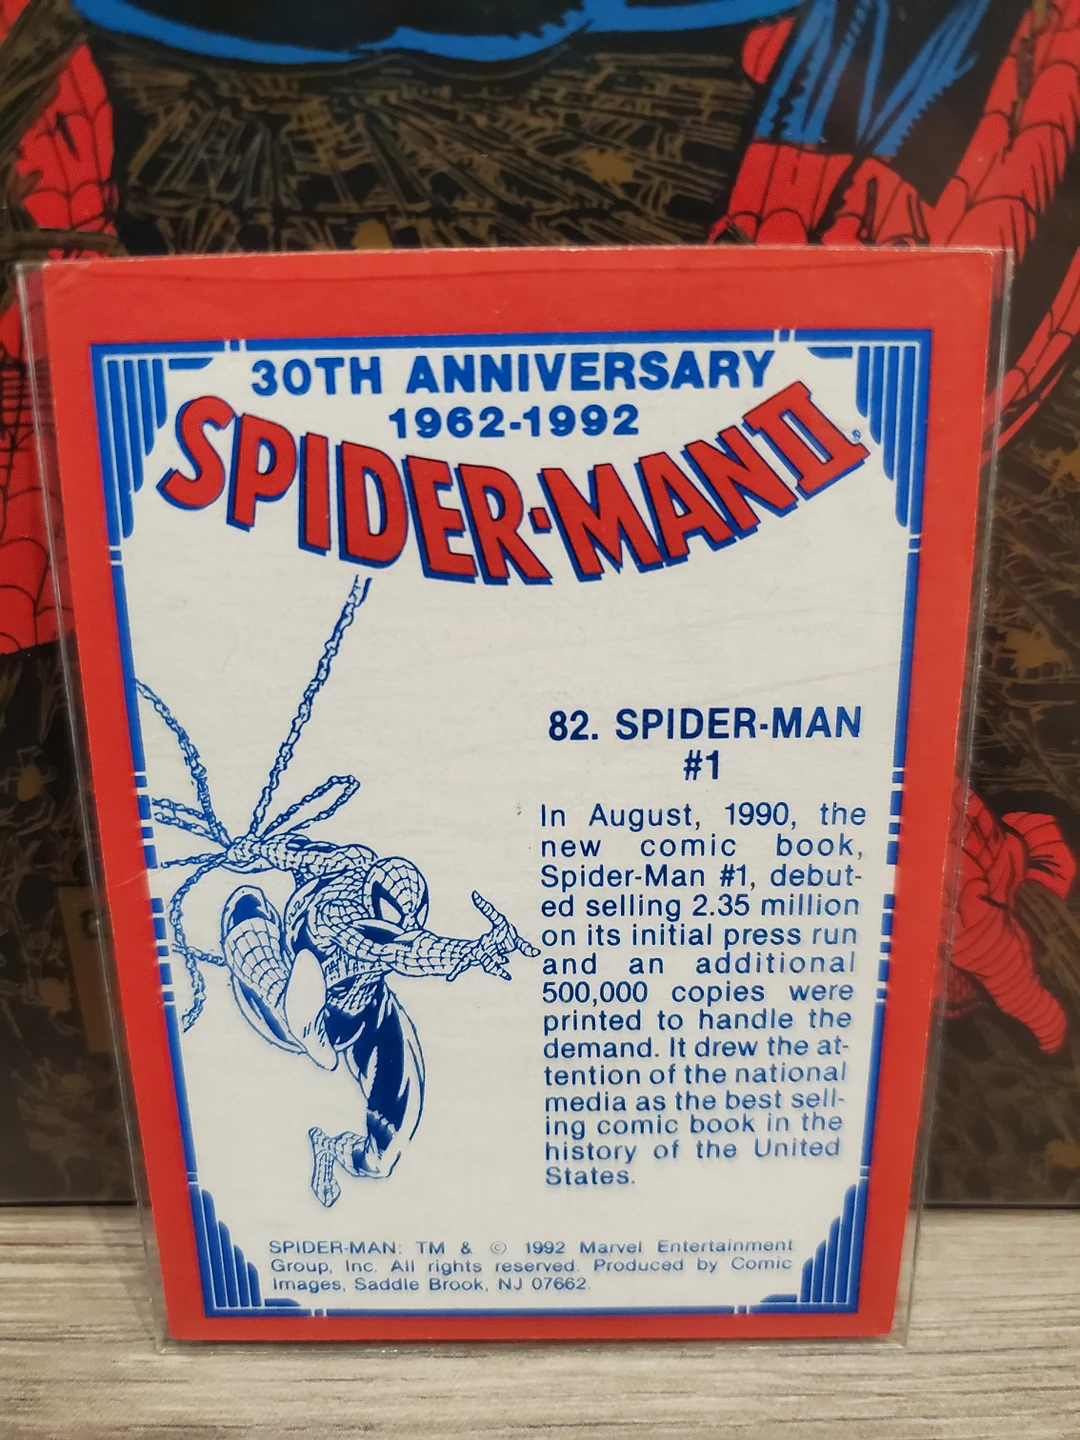 30TH ANNIVERSARY
1962-1992
SPIDER-MAN II®
82. SPIDER-MAN
#1
In August, 1990, the
new comic book,
Spider-Man #1, debut-
ed selling 2.35 million
on its initial press run
and an additional
500,000 copies were
printed to handle the
demand. It drew the at-
tention of the national
media as the best sell-
ing comic book in the
history of the United
States.
SPIDER-MAN: TM & © 1992 Marvel Entertainment
Group, Inc. All rights reserved. Produced by Comic
Images, Saddle Brook, NJ 07662.